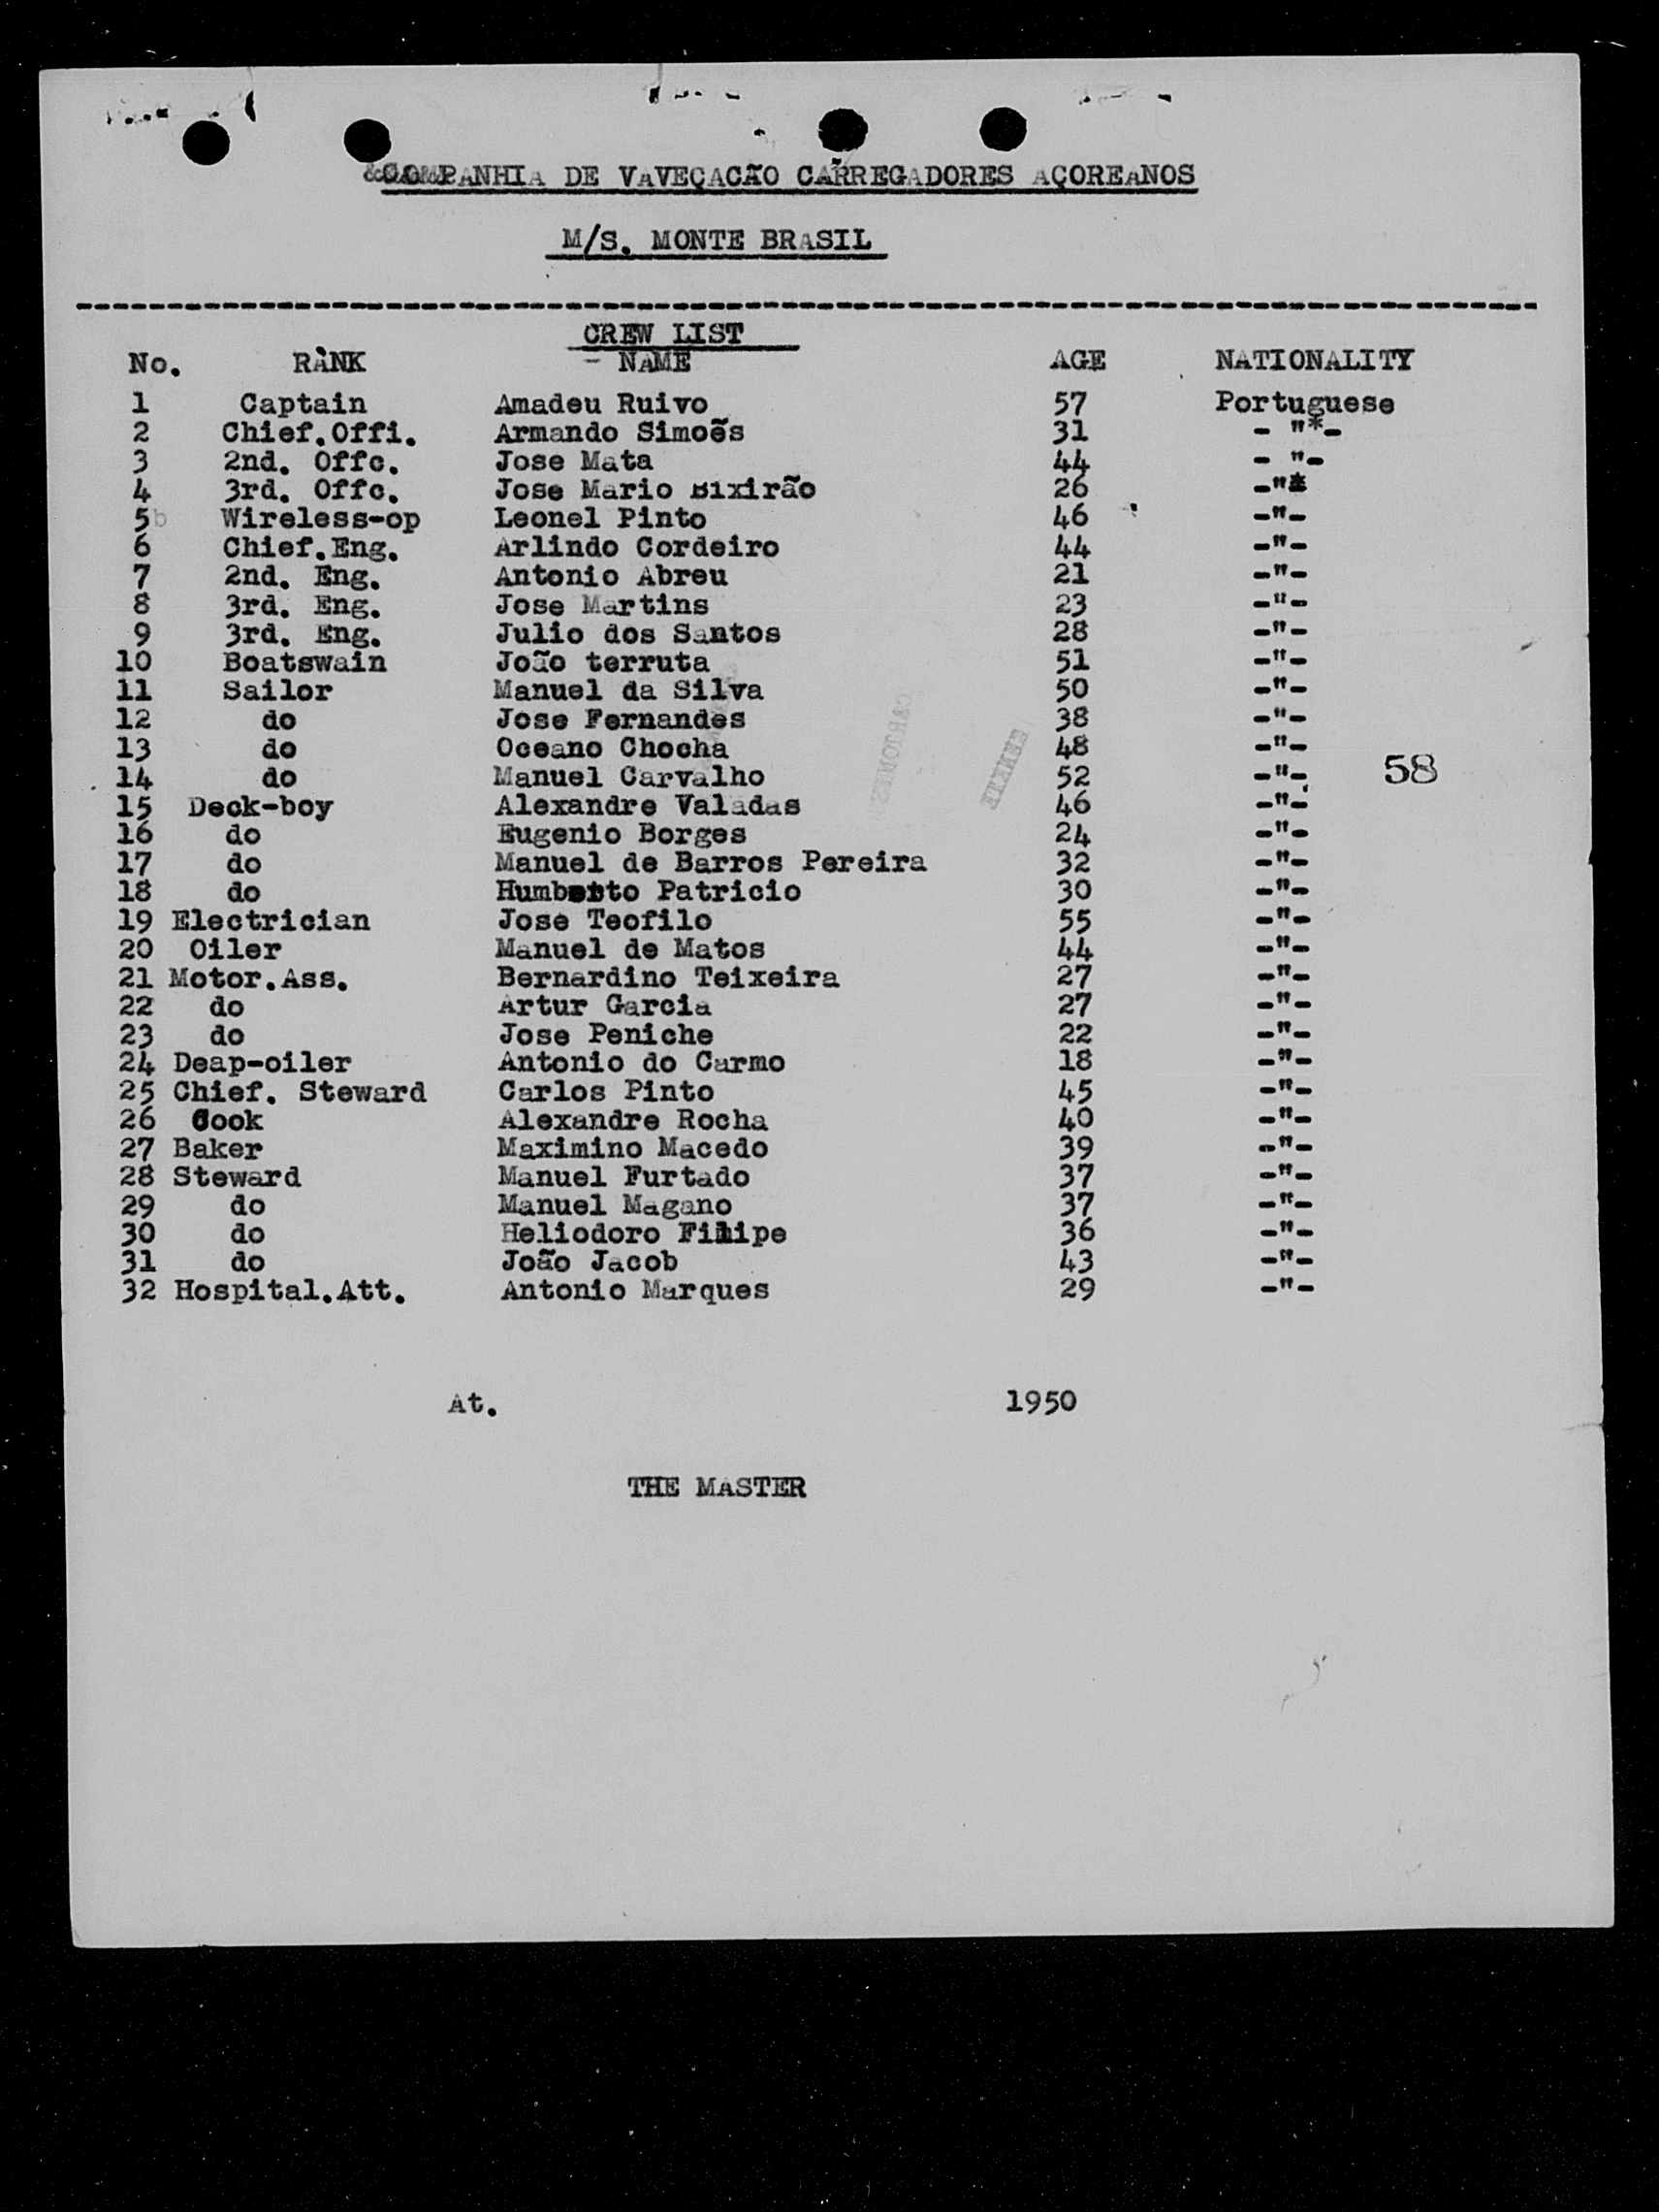 COMPANHIA DE VAVEÇACÃO CARREGADORES AÇOREANOS
M/S. MONTE BRASIL
CREW LIST
No. RANK - NAME AGE NATIONALITY
1 Captain Amadeu Ruivo 57 Portuguese
2 Chief.Offi. Armando Simoẽs 31 - "*-
3 2nd. Offc. Jose Mata 44 - "-
4 3rd. Offc. Jose Mario Bixirão 26 -"*
5 Wireless-op Leonel Pinto 46 -"-
6 Chief.Eng. Arlindo Cordeiro 44 -"-
7 2nd. Eng. Antonio Abreu 21 -"-
8 3rd. Eng. Jose Martins 23 -"-
9 3rd. Eng. Julio dos Santos 28 -"-
10 Boatswain João terruta 51 -"-
11 Sailor Manuel da Silva 50 -"-
12 do Jose Fernandes 38 -"-
13 do Oceano Chocha 48 -"-
14 do Manuel Carvalho 52 -"- 58
15 Deck-boy Alexandre Valadas 46 -"-
16 do Eugenio Borges 24 -"-
17 do Manuel de Barros Pereira 32 -"-
18 do Humberto Patricio 30 -"-
19 Electrician Jose Teofilo 55 -"-
20 Oiler Manuel de Matos 44 -"-
21 Motor.Ass. Bernardino Teixeira 27 -"-
22 do Artur Garcia 27 -"-
23 do Jose Peniche 22 -"-
24 Deap-oiler Antonio do Carmo 18 -"-
25 Chief. Steward Carlos Pinto 45 -"-
26 Cook Alexandre Rocha 40 -"-
27 Baker Maximino Macedo 39 -"-
28 Steward Manuel Furtado 37 -"-
29 do Manuel Magano 37 -"-
30 do Heliodoro Filipe 36 -"-
31 do João Jacob 43 -"-
32 Hospital.Att. Antonio Marques 29 -"-
At. 1950
THE MASTER